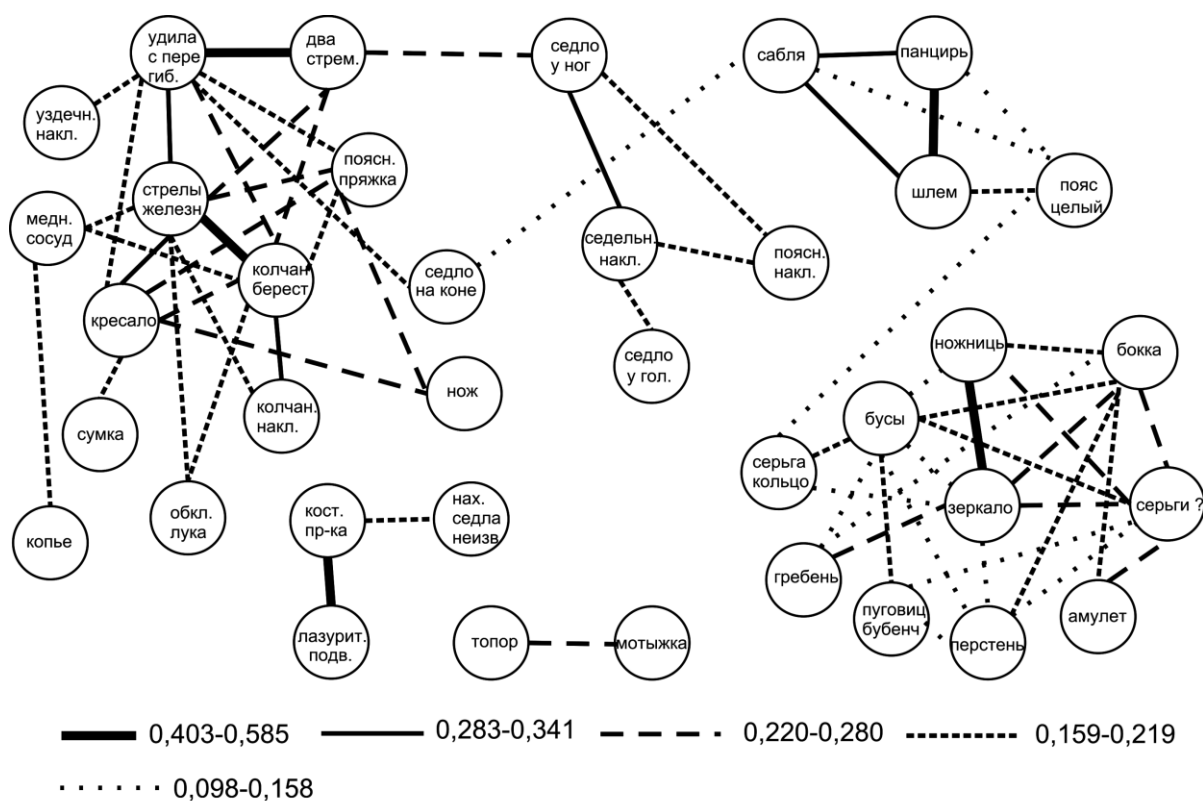 удила
с пере
гиб.
два
стрем.
седло
у ног
сабля
панцирь
уздечн.
накл.
поясн.
пряжка
стрелы
железн
шлем
пояс
целый
медн.
сосуд
седельн.
накл.
поясн.
накл.
колчан
берест
седло
на коне
кресало
ножниць
бокка
седло
у гол.
нож
колчан.
накл.
бусы
сумка
серьга
кольцо
зеркало
серьги ?
обкл.
лука
кост.
пр-ка
нах.
седла
неизв
копье
гребень
пуговиц
бубенч
амулет
лазурит.
подв.
топор
мотыжка
перстень
0,403-0,585
0,283-0,341
0,220-0,280
0,159-0,219
0,098-0,158